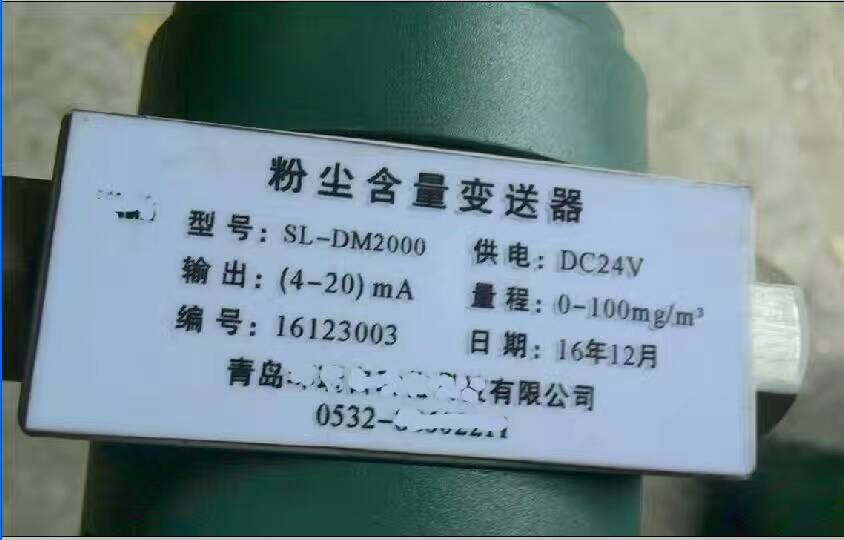 粉尘含量变送器
型号：SL-DM2000 供电：DC24V
输出：(4-20)mA 量程：0-100mg/m³
编号：16123003 日期：16年12月
青岛 有限公司
0532-